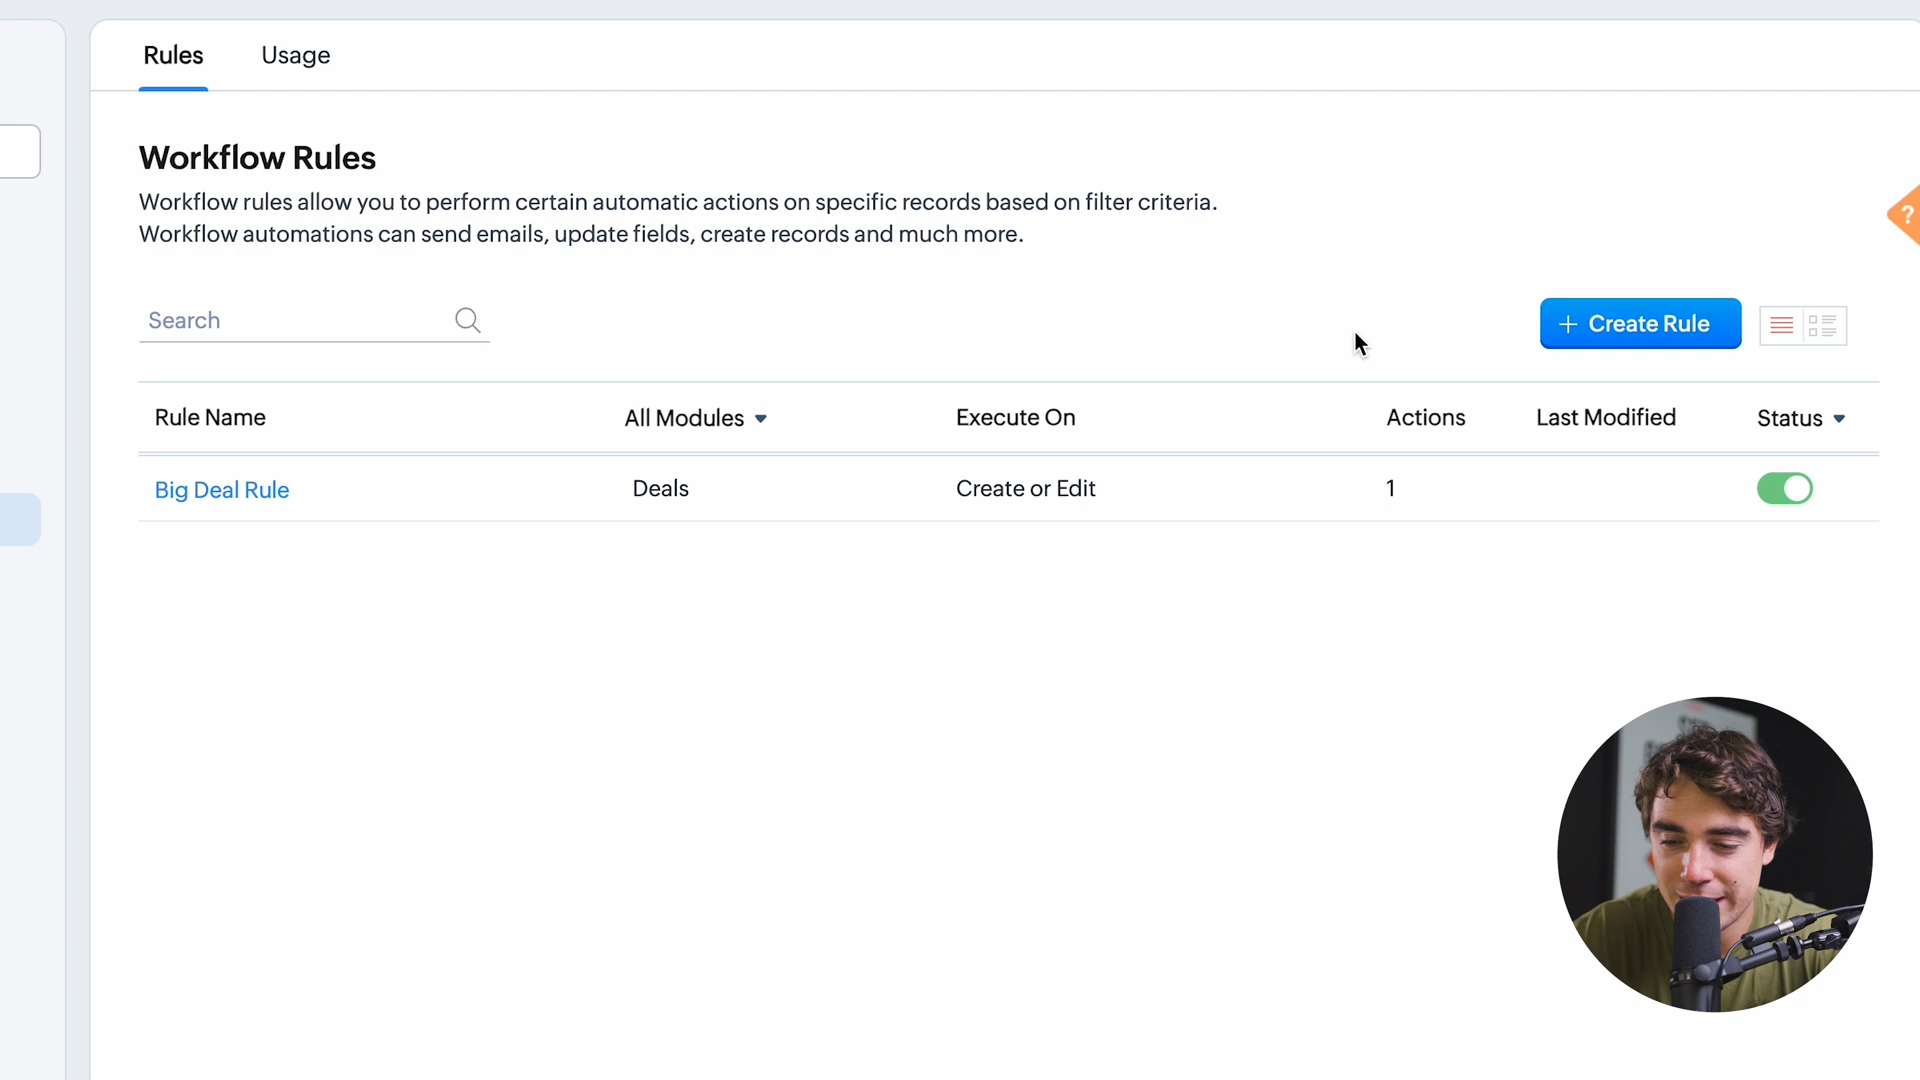 Rules
Usage
Workflow Rules
Workflow rules allow you to perform certain automatic actions on specific records based on filter criteria.
Workflow automations can send emails, update fields, create records and much more.
Search
+ Create Rule
?
Rule Name
All Modules
Execute On
Actions
Last Modified
Status
Big Deal Rule
Deals
Create or Edit
1